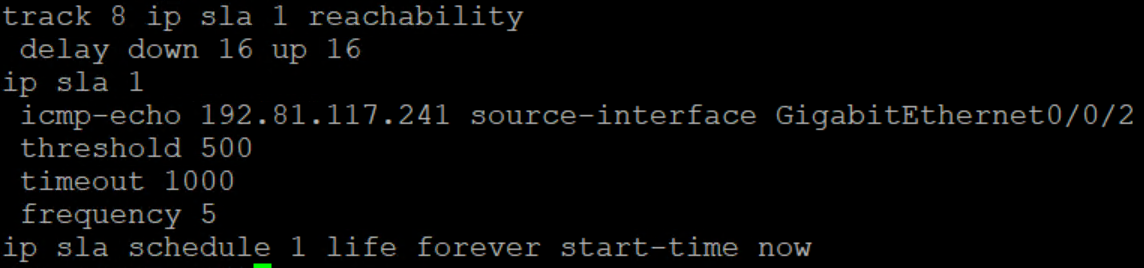 track 8 ip sla 1 reachability
 delay down 16 up 16
ip sla 1
 icmp-echo 192.81.117.241 source-interface GigabitEthernet0/0/2
 threshold 500
 timeout 1000
 frequency 5
ip sla schedule 1 life forever start-time now